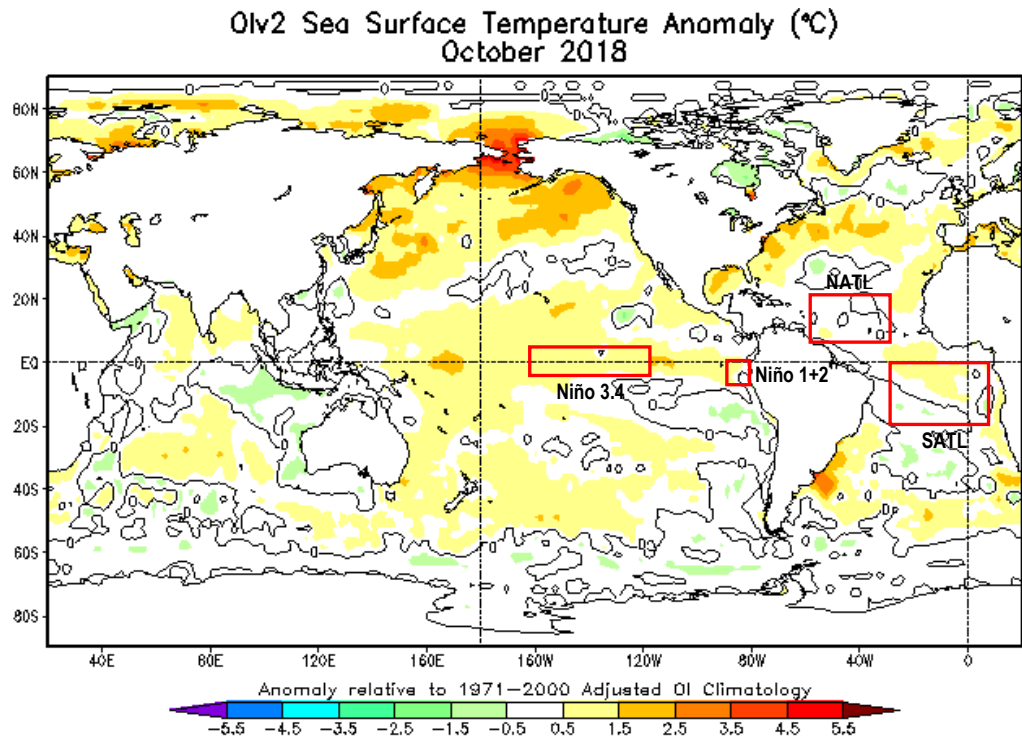 OIv2 Sea Surface Temperature Anomaly (°C)
October 2018
80N
60N
40N
20N
EQ
20S
40S
60S
80S
NATL
Niño 1+2
Niño 3.4
SATL
40E 80E 120E 160E 160W 120W 80W 40W 0
Anomaly relative to 1971-2000 Adjusted OI Climatology
-5.5 -4.5 -3.5 -2.5 -1.5 -0.5 0.5 1.5 2.5 3.5 4.5 5.5